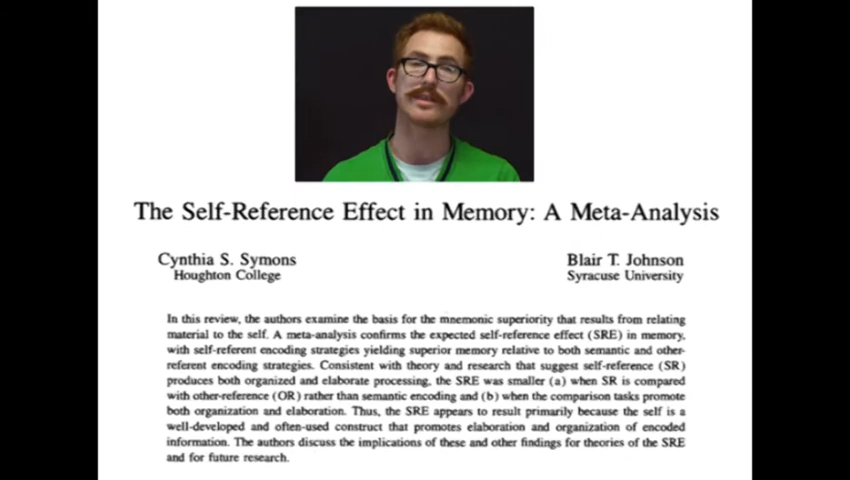 The Self-Reference Effect in Memory: A Meta-Analysis
Cynthia S. Symons
Houghton College
Blair T. Johnson
Syracuse University
In this review, the authors examine the basis for the mnemonic superiority that results from relating
material to the self. A meta-analysis confirms the expected self-reference effect (SRE) in memory,
with self-referent encoding strategies yielding superior memory relative to both semantic and other-
referent encoding strategies. Consistent with theory and research that suggest self-reference (SR)
produces both organized and elaborate processing, the SRE was smaller (a) when SR is compared
with other-reference (OR) rather than semantic encoding and (b) when the comparison tasks promote
both organization and elaboration. Thus, the SRE appears to result primarily because the self is a
well-developed and often-used construct that promotes elaboration and organization of encoded
information. The authors discuss the implications of these and other findings for theories of the SRE
and for future research.